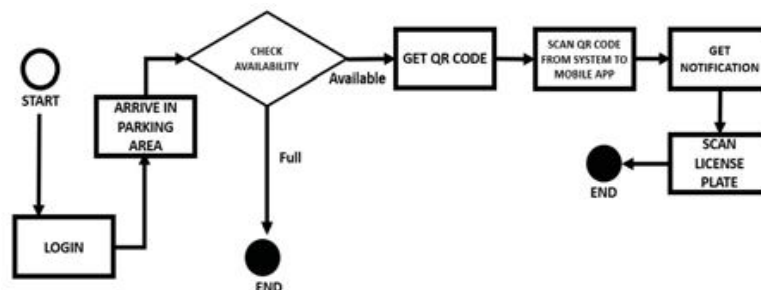 START
LOGIN
ARRIVE IN
PARKING
AREA
CHECK
AVAILABILITY
Available
Full
END
GET QR CODE
SCAN QR CODE
FROM SYSTEM TO
MOBILE APP
GET
NOTIFICATION
SCAN
LICENSE
PLATE
END